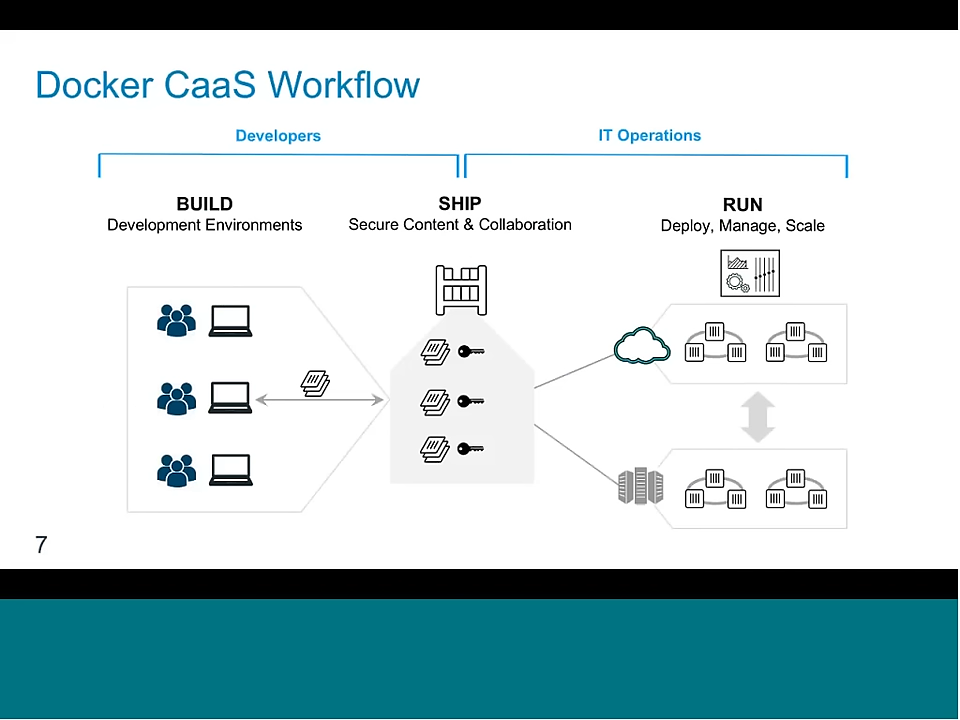 Docker CaaS Workflow
Developers
IT Operations
BUILD
Development Environments
SHIP
Secure Content & Collaboration
RUN
Deploy, Manage, Scale
7